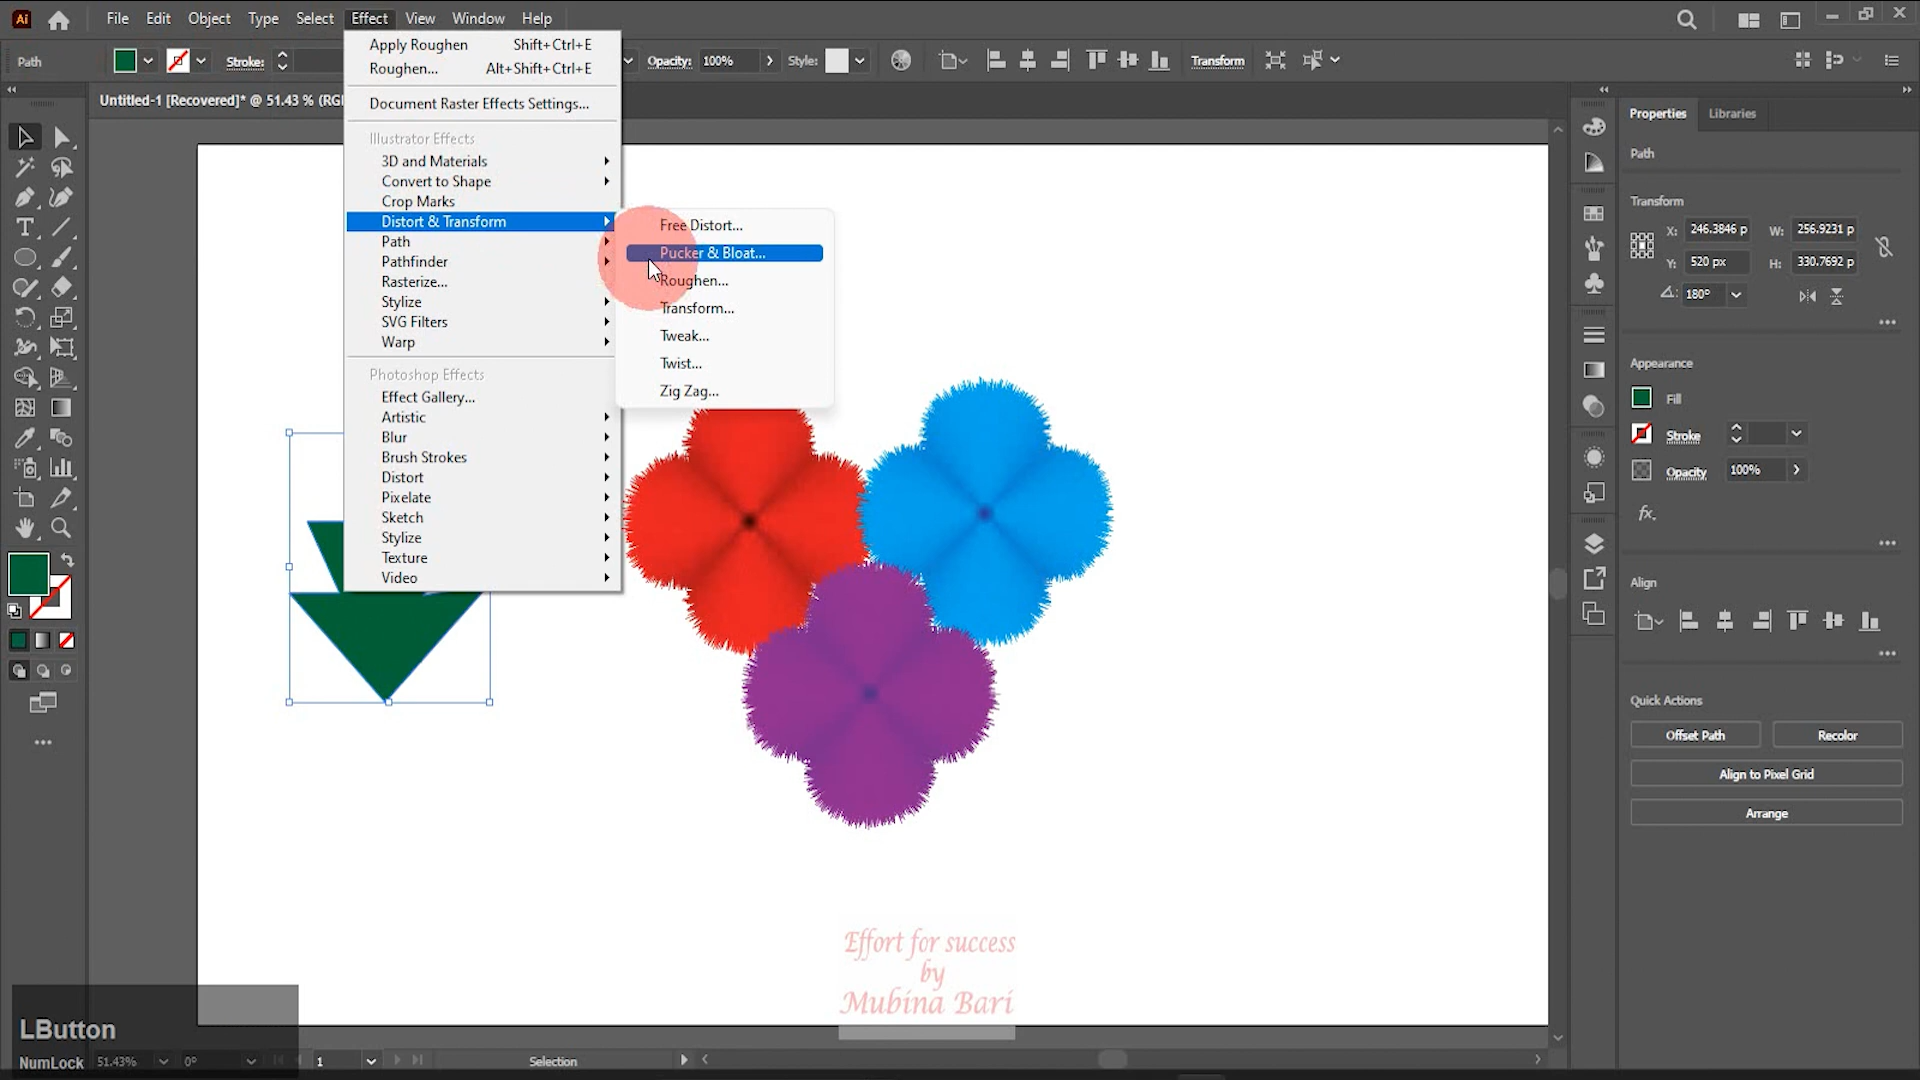 Ai
File Edit Object Type Select Effect View Window Help
Path
Stroke:
Opacity: 100%
Style:
Transform
Untitled-1 [Recovered]* @ 51.43 % (RG
Apply Roughen Shift+Ctrl+E
Roughen... Alt+Shift+Ctrl+E
Document Raster Effects Settings...
Illustrator Effects
3D and Materials
Convert to Shape
Crop Marks
Distort & Transform
Path
Pathfinder
Rasterize...
Stylize
SVG Filters
Warp
Photoshop Effects
Effect Gallery...
Artistic
Blur
Brush Strokes
Distort
Pixelate
Sketch
Stylize
Texture
Video
Free Distort...
Pucker & Bloat...
Roughen...
Transform...
Tweak...
Twist...
Zig Zag...
Properties Libraries
Path
Transform
X: 246.3846 p W: 256.9231 p
Y: 520 px H: 330.7692 p
180°
Appearance
Fill
Stroke
Opacity 100%
fx.
Align
Quick Actions
Offset Path Recolor
Align to Pixel Grid
Arrange
Effort for success
by
Mubina Bari
LButton
NumLock 51.43% 0° 1 Selection